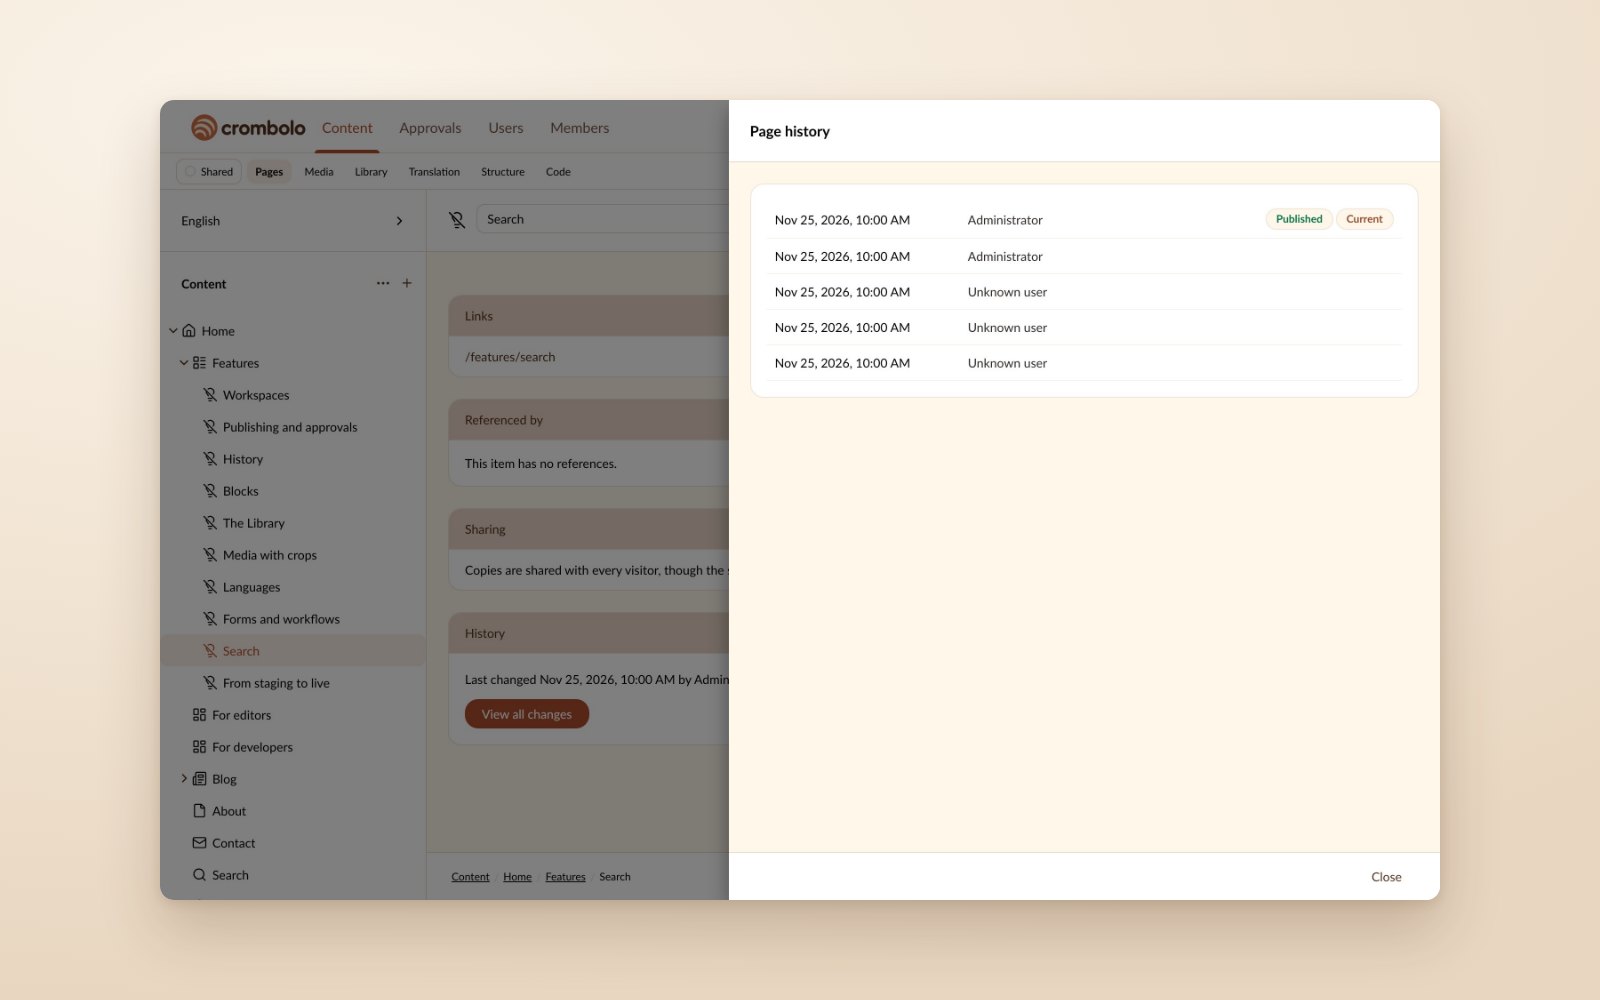 crombolo
Content
Approvals
Users
Members
Shared
Pages
Media
Library
Translation
Structure
Code
English
Search
Content
Home
Features
Workspaces
Publishing and approvals
History
Blocks
The Library
Media with crops
Languages
Forms and workflows
Search
From staging to live
For editors
For developers
Blog
About
Contact
Search
Links
/features/search
Referenced by
This item has no references.
Sharing
Copies are shared with every visitor, though the
History
Last changed Nov 25, 2026, 10:00 AM by Admin
View all changes
Content / Home / Features / Search
Page history
Nov 25, 2026, 10:00 AM Administrator Published Current
Nov 25, 2026, 10:00 AM Administrator
Nov 25, 2026, 10:00 AM Unknown user
Nov 25, 2026, 10:00 AM Unknown user
Nov 25, 2026, 10:00 AM Unknown user
Close